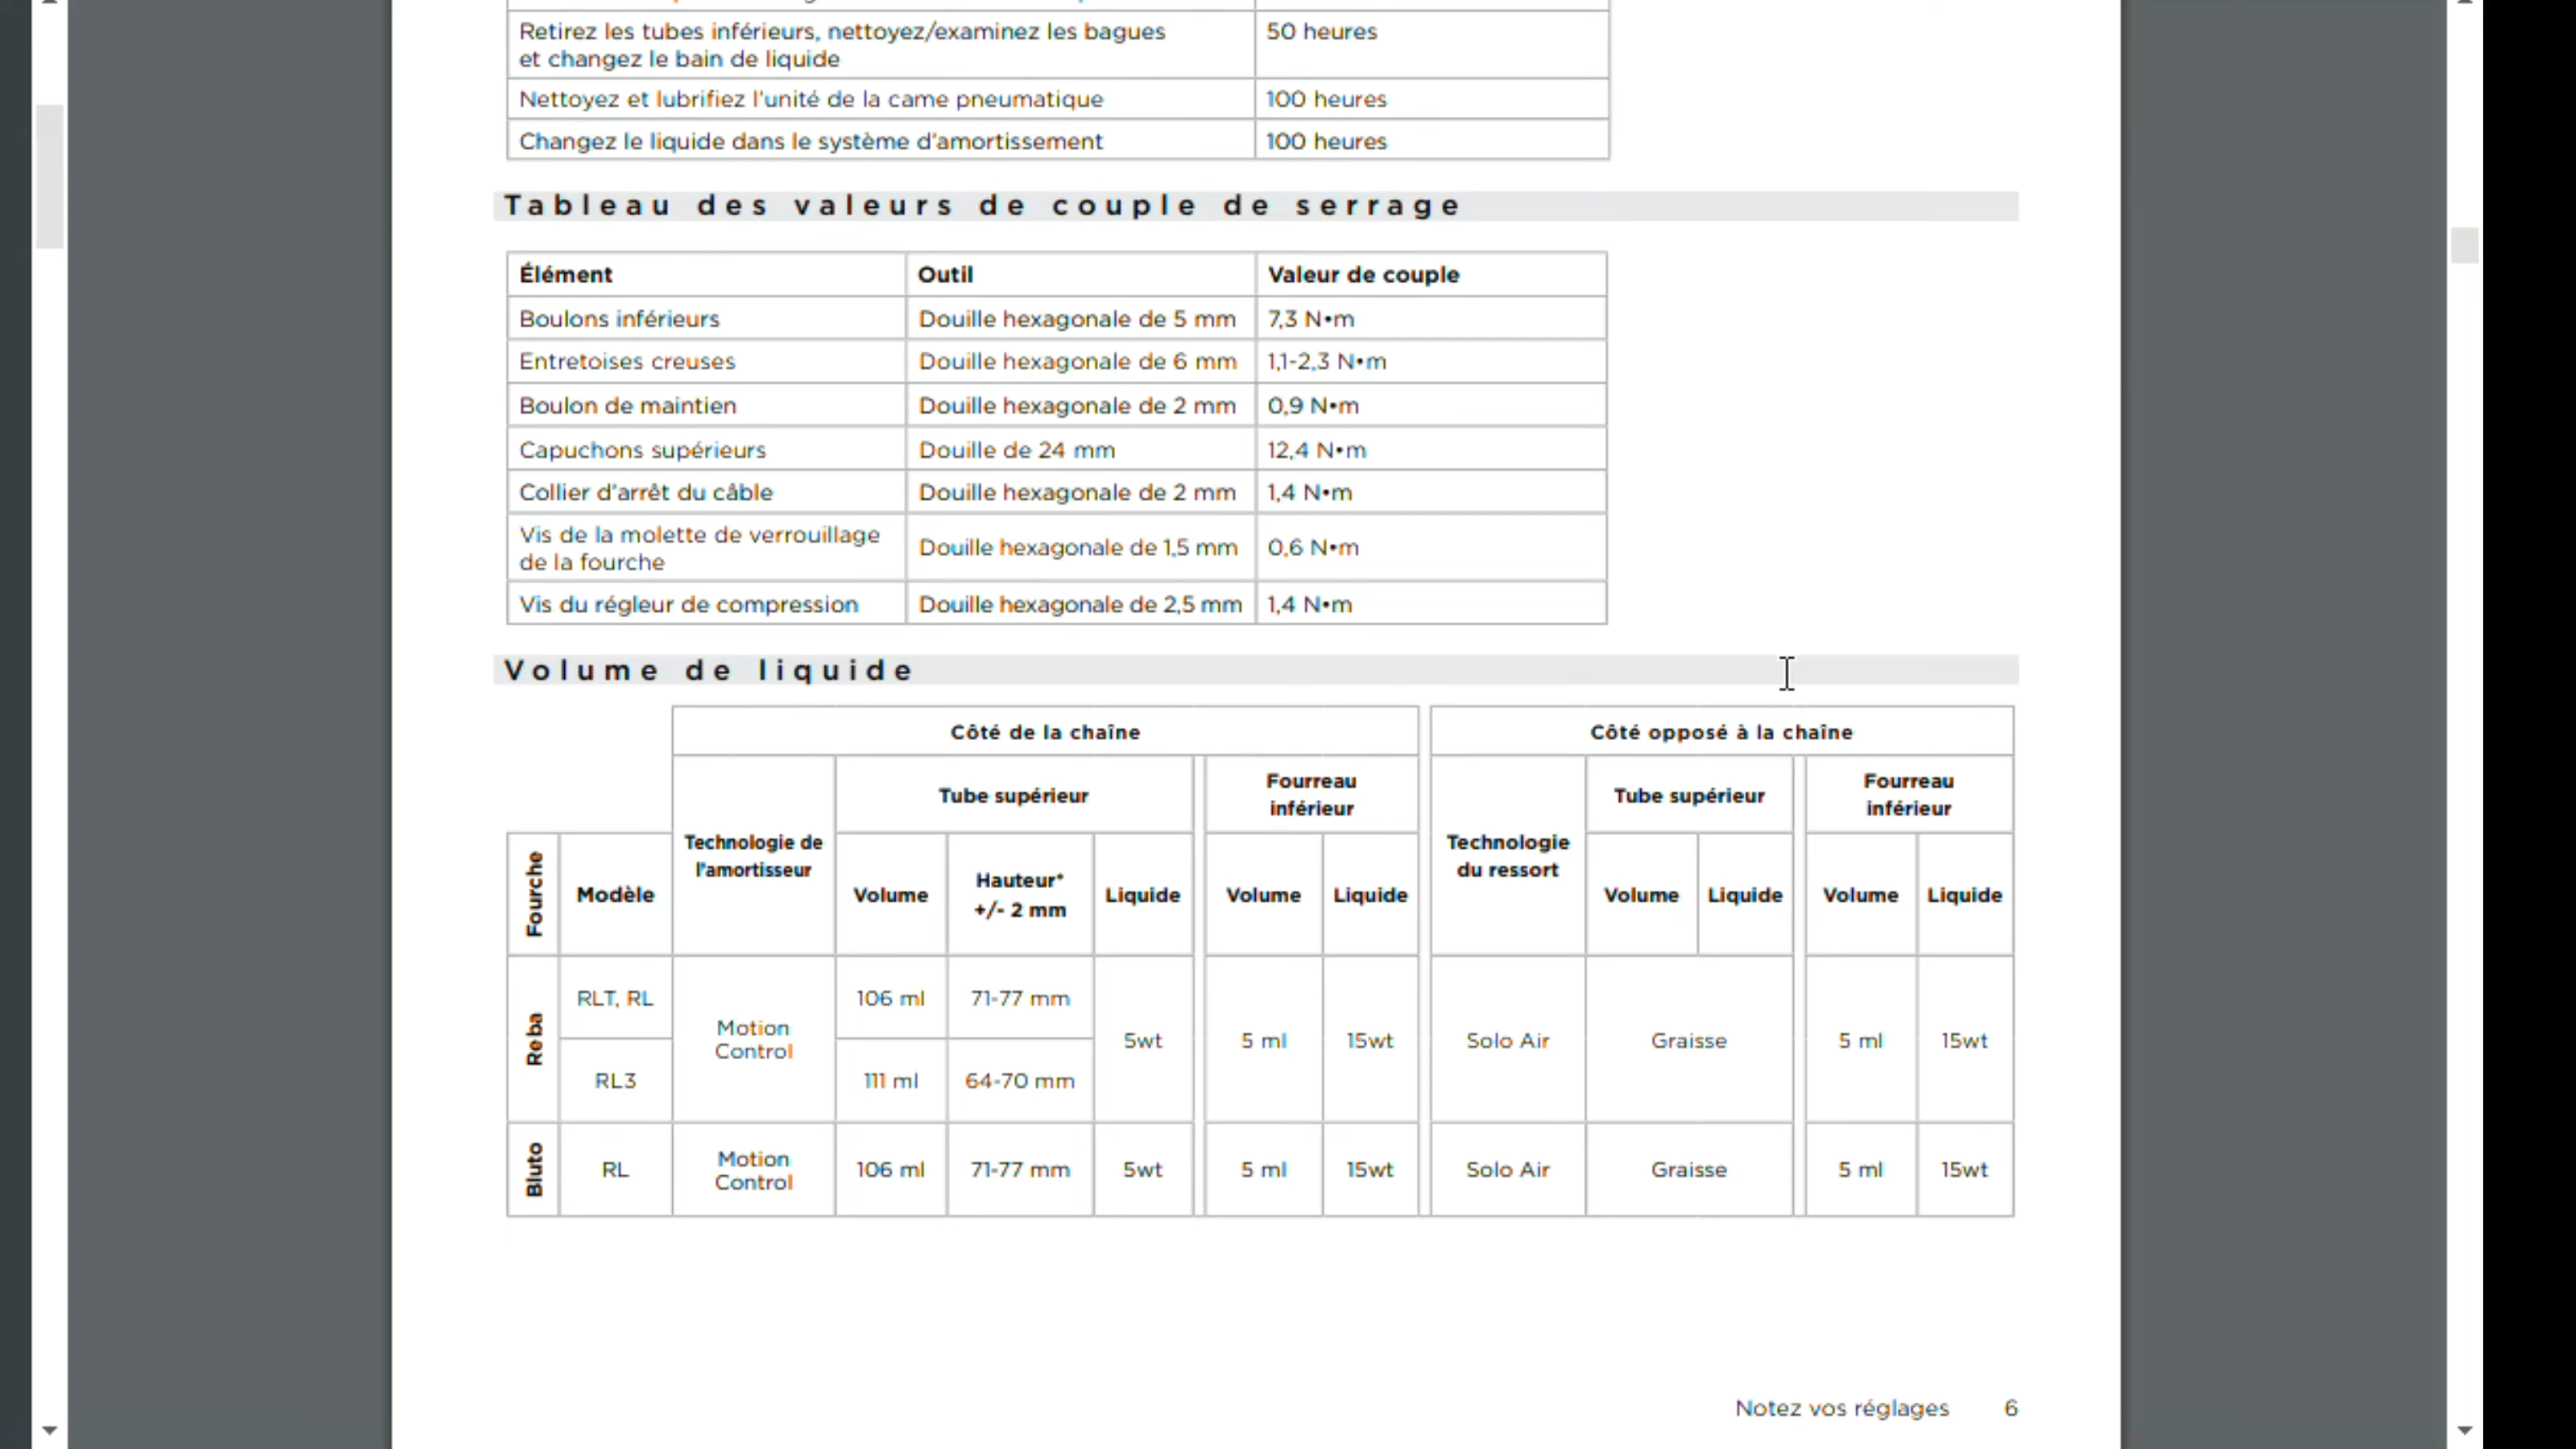 Retirez les tubes inférieurs, nettoyez/examinez les bagues
et changez le bain de liquide
50 heures
Nettoyez et lubrifiez l'unité de la came pneumatique
100 heures
Changez le liquide dans le système d'amortissement
100 heures
Tableau des valeurs de couple de serrage
Élément
Outil
Valeur de couple
Boulons inférieurs
Douille hexagonale de 5 mm
7,3 N•m
Entretoises creuses
Douille hexagonale de 6 mm
1,1-2,3 N•m
Boulon de maintien
Douille hexagonale de 2 mm
0,9 N•m
Capuchons supérieurs
Douille de 24 mm
12,4 N•m
Collier d'arrêt du câble
Douille hexagonale de 2 mm
1,4 N•m
Vis de la molette de verrouillage
de la fourche
Douille hexagonale de 1,5 mm
0,6 N•m
Vis du régleur de compression
Douille hexagonale de 2,5 mm
1,4 N•m
Volume de liquide
Côté de la chaîne
Côté opposé à la chaîne
Tube supérieur
Fourreau
inférieur
Tube supérieur
Fourreau
inférieur
Fourche
Modèle
Technologie de
l'amortisseur
Volume
Hauteur*
+/- 2 mm
Liquide
Volume
Liquide
Technologie
du ressort
Volume
Liquide
Volume
Liquide
Reba
RLT, RL
Motion
Control
106 ml
71-77 mm
5wt
5 ml
15wt
Solo Air
Graisse
5 ml
15wt
RL3
111 ml
64-70 mm
Bluto
RL
Motion
Control
106 ml
71-77 mm
5wt
5 ml
15wt
Solo Air
Graisse
5 ml
15wt
Notez vos réglages
6